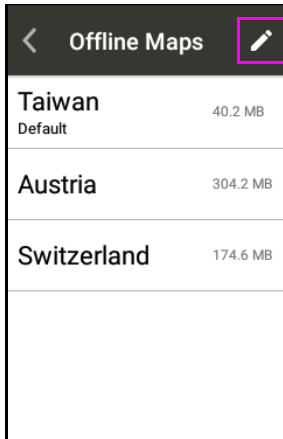 Offline Maps
Taiwan
40.2 MB
Default
Austria
304.2 MB
Switzerland
174.6 MB